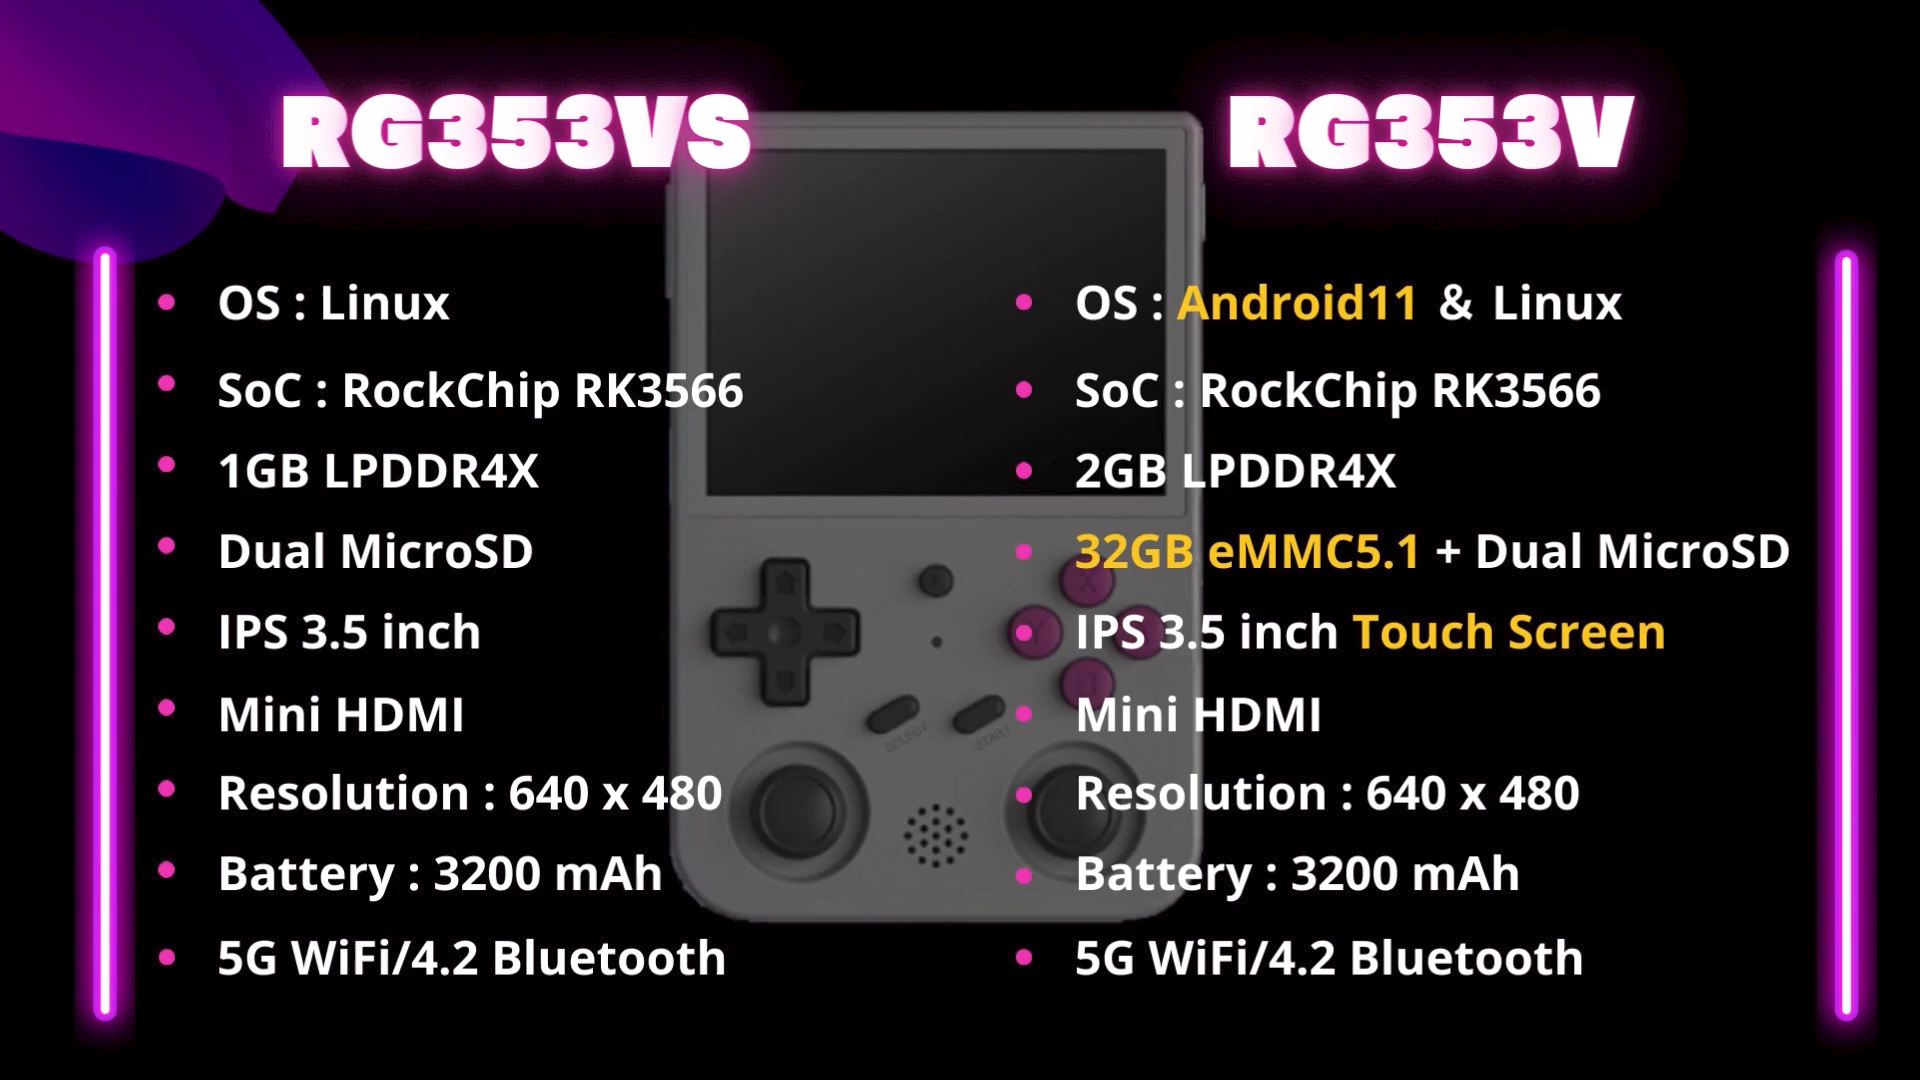 RG353VS
OS : Linux
SoC : RockChip RK3566
1GB LPDDR4X
Dual MicroSD
IPS 3.5 inch
Mini HDMI
Resolution : 640 x 480
Battery : 3200 mAh
5G WiFi/4.2 Bluetooth
RG353V
OS : Android11 & Linux
SoC : RockChip RK3566
2GB LPDDR4X
32GB eMMC5.1 + Dual MicroSD
IPS 3.5 inch Touch Screen
Mini HDMI
Resolution : 640 x 480
Battery : 3200 mAh
5G WiFi/4.2 Bluetooth
SELECT
START
X
Y